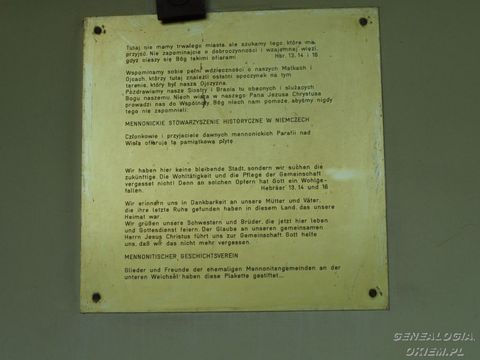 Tutaj nie mamy trwałego miasta, ale szukamy tego, które ma
przyjść. Nie zapominajcie o dobroczynności i wzajemnej więzi,
gdyż cieszy się Bóg takimi ofiarami. Hbr. 13. 14 i 16
Wspominamy sobie pełni wdzięczności o naszych Matkach i
Ojcach, którzy tutaj znaleźli ostatni spoczynek na tym
terenie, który był nasza Ojczyzną.
Pozdrawiamy nasze Siostry i Bracia tu obecnych i służących
Bogu naszemu. Niech wiara w naszego Pana Jezusa Chrystusa
prowadzi nas do Wspólnoty. Bóg niech nam pomoże, abyśmy nigdy
tego nie zapomnieli:
MENNONICKIE STOWARZYSZENIE HISTORYCZNE W NIEMCZECH
Członkowie i przyjaciele dawnych mennonickich Parafii nad
Wisłą ofiarują tę pamiątkową płytę
Wir haben hier keine bleibende Stadt, sondern wir suchen die
zukünftige. Die Wohltätigkeit und die Pflege der Gemeinschaft
vergesset nicht! Denn an solchen Opfern hat Gott ein Wohlge-
fallen. Hebräer 13, 14 und 16
Wir erinnern uns in Dankbarkeit an unsere Mütter und Väter,
die ihre letzte Ruhe gefunden haben in diesem Land, das unsere
Heimat war.
Wir grüßen unsere Schwestern und Brüder, die jetzt hier leben
und Gottesdienst feiern. Der Glaube an unseren gemeinsamen
Herrn Jesus Christus führt uns zur Gemeinschaft. Gott helfe
uns, daß wir das nicht mehr vergessen.
MENNONITISCHER GESCHICHTSVEREIN
Glieder und Freunde der ehemaligen Mennonitengemeinden an der
unteren Weichsel haben diese Plakette gestiftet...
GENEALOGIA.
OKIEM.PL